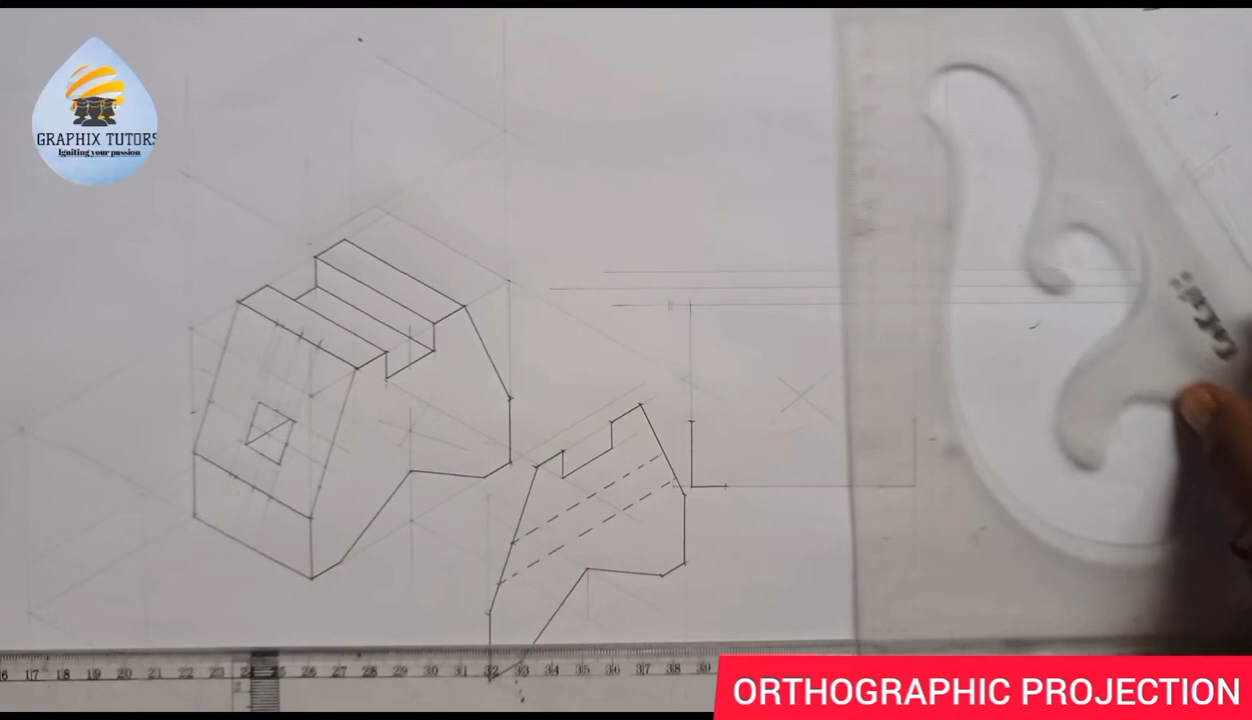 GRAPHIX TUTORS
Igniting your passion
16 17 18 19 20 21 22 23 24 25 26 27 28 29 30 31 32 33 34 35 36 37 38 39
ORTHOGRAPHIC PROJECTION